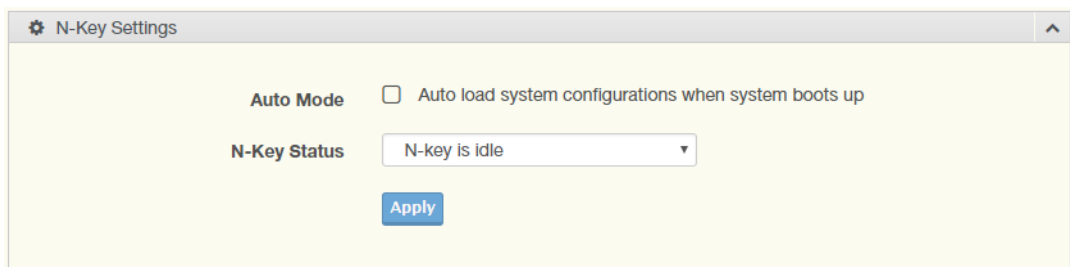 N-Key Settings
Auto Mode Auto load system configurations when system boots up
N-Key Status N-key is idle
Apply